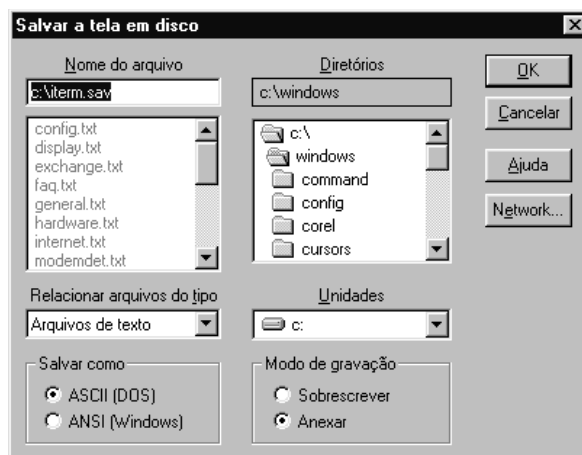 Salvar a tela em disco
Nome do arquivo
c:\iterm.sav
config.txt
display.txt
exchange.txt
faq.txt
general.txt
hardware.txt
internet.txt
modemdet.txt
Relacionar arquivos do tipo
Arquivos de texto
Salvar como
ASCII (DOS)
ANSI (Windows)
Diretórios
c:\windows
c:\
windows
command
config
corel
cursors
Unidades
c:
Modo de gravação
Sobrescrever
Anexar
OK
Cancelar
Ajuda
Network...